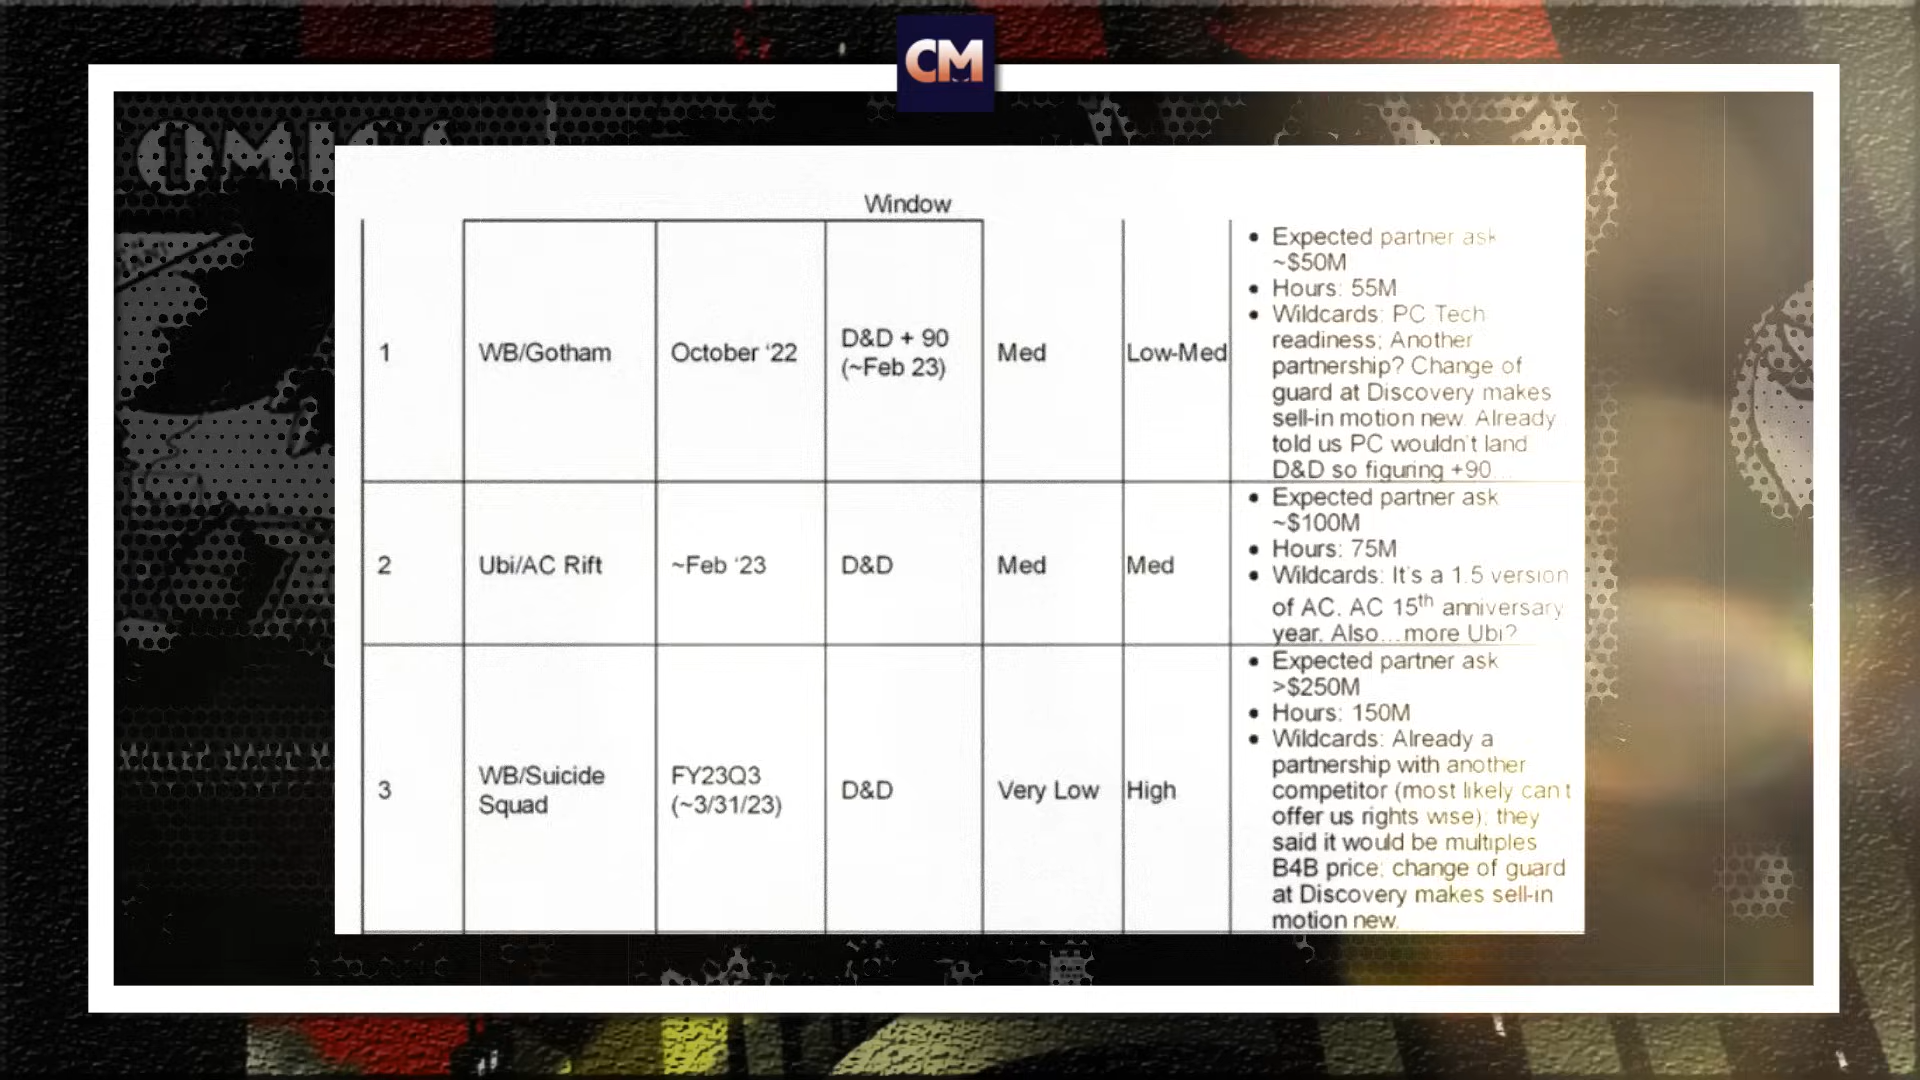 CM
OMICS
Window
1
WB/Gotham
October ‘22
D&D + 90
(~Feb 23)
Med
Low-Med
• Expected partner ask
~$50M
• Hours: 55M
• Wildcards: PC Tech
readiness; Another
partnership? Change of
guard at Discovery makes
sell-in motion new. Already
told us PC wouldn't land
D&D so figuring +90...
2
Ubi/AC Rift
~Feb ‘23
D&D
Med
Med
• Expected partner ask
~$100M
• Hours: 75M
• Wildcards: It's a 1.5 version
of AC. AC 15th anniversary
year. Also...more Ubi?
3
WB/Suicide
Squad
FY23Q3
(~3/31/23)
D&D
Very Low
High
• Expected partner ask
>$250M
• Hours: 150M
• Wildcards: Already a
partnership with another
competitor (most likely can't
offer us rights wise); they
said it would be multiples
B4B price; change of guard
at Discovery makes sell-in
motion new.